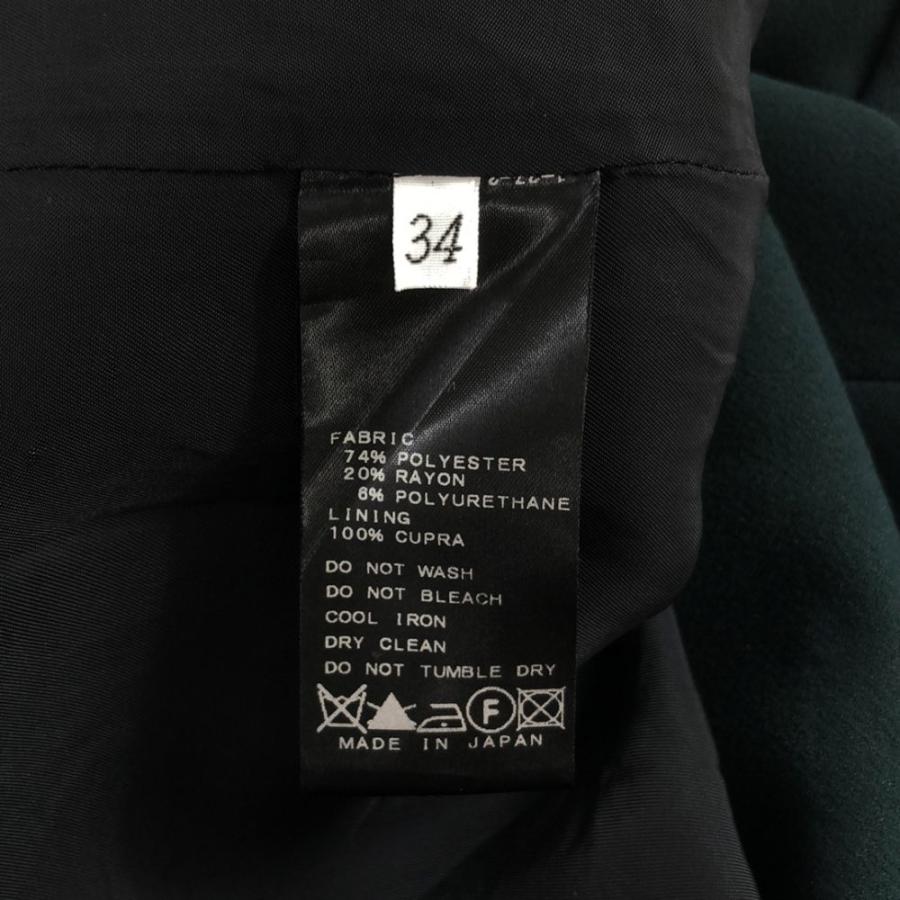 34
FABRIC
74% POLYESTER
20% RAYON
6% POLYURETHANE
LINING
100% CUPRA
DO NOT WASH
DO NOT BLEACH
COOL IRON
DRY CLEAN
DO NOT TUMBLE DRY
F
MADE IN JAPAN